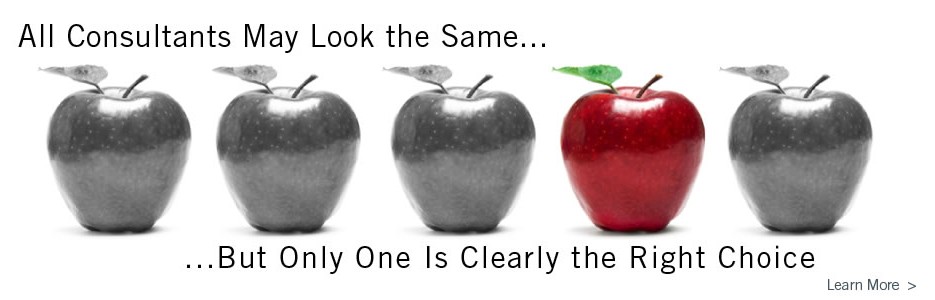 All Consultants May Look the Same...
...But Only One Is Clearly the Right Choice
Learn More >